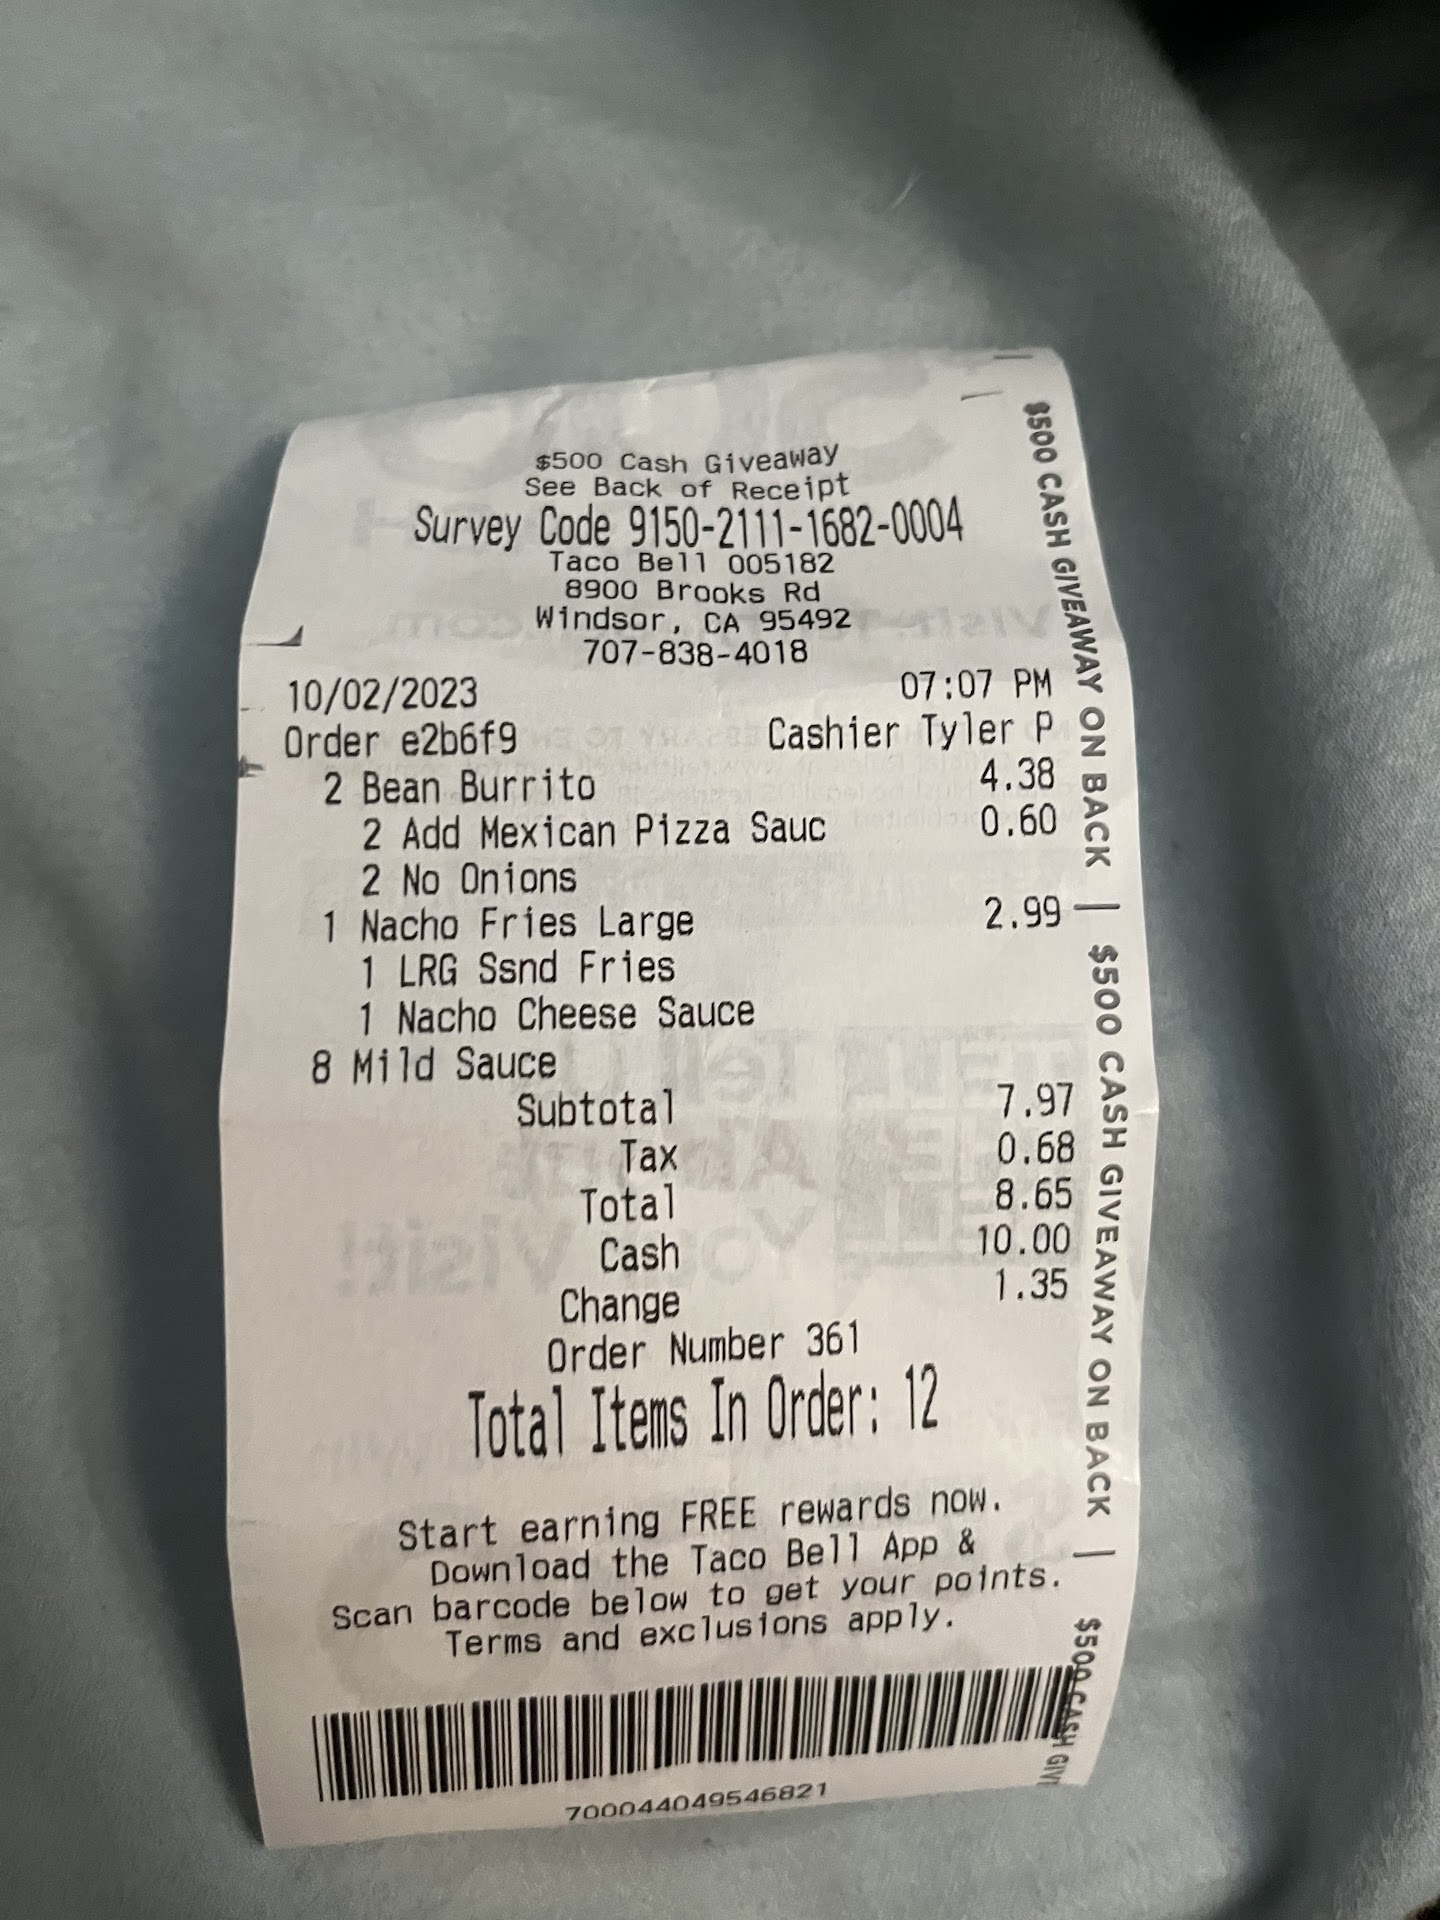 $500 Cash Giveaway
See Back of Receipt
Survey Code 9150-2111-1682-0004
Taco Bell 005182
8900 Brooks Rd
Windsor, CA 95492
707-838-4018
10/02/2023 07:07 PM
Order e2b6f9 Cashier Tyler P
2 Bean Burrito 4.38
2 Add Mexican Pizza Sauc 0.60
2 No Onions
1 Nacho Fries Large 2.99
1 LRG Ssnd Fries
1 Nacho Cheese Sauce
8 Mild Sauce
Subtotal 7.97
Tax 0.68
Total 8.65
Cash 10.00
Change 1.35
Order Number 361
Total Items In Order: 12
Start earning FREE rewards now.
Download the Taco Bell App &
Scan barcode below to get your points.
Terms and exclusions apply.
700044049546821
$500 CASH GIVEAWAY ON BACK | $500 CASH GIVEAWAY ON BACK | $500 CASH GIV